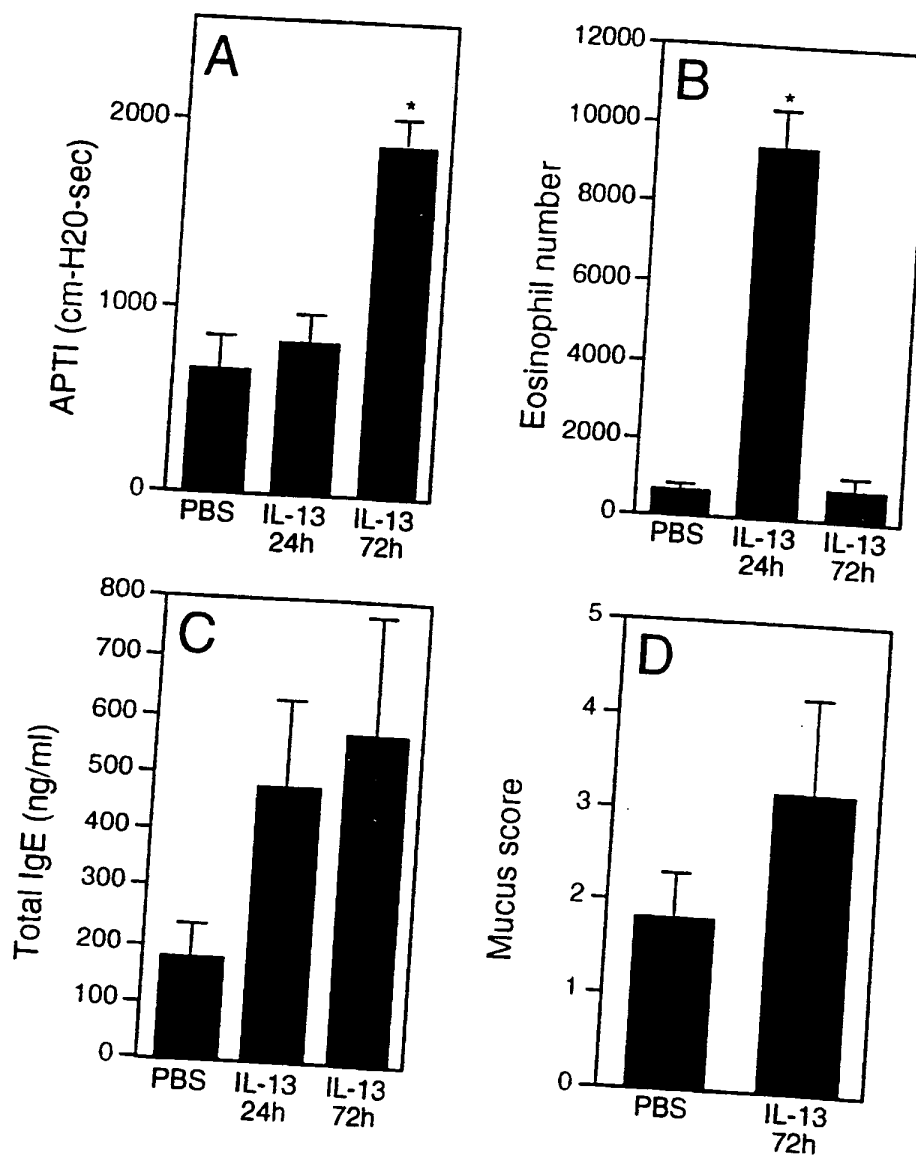 A
APTI (cm-H20-sec)
2000
1000
0
*
PBS
IL-13
24h
IL-13
72h
B
Eosinophil number
12000
10000
8000
6000
4000
2000
0
*
PBS
IL-13
24h
IL-13
72h
C
Total IgE (ng/ml)
800
700
600
500
400
300
200
100
0
PBS
IL-13
24h
IL-13
72h
D
Mucus score
5
4
3
2
1
0
PBS
IL-13
72h